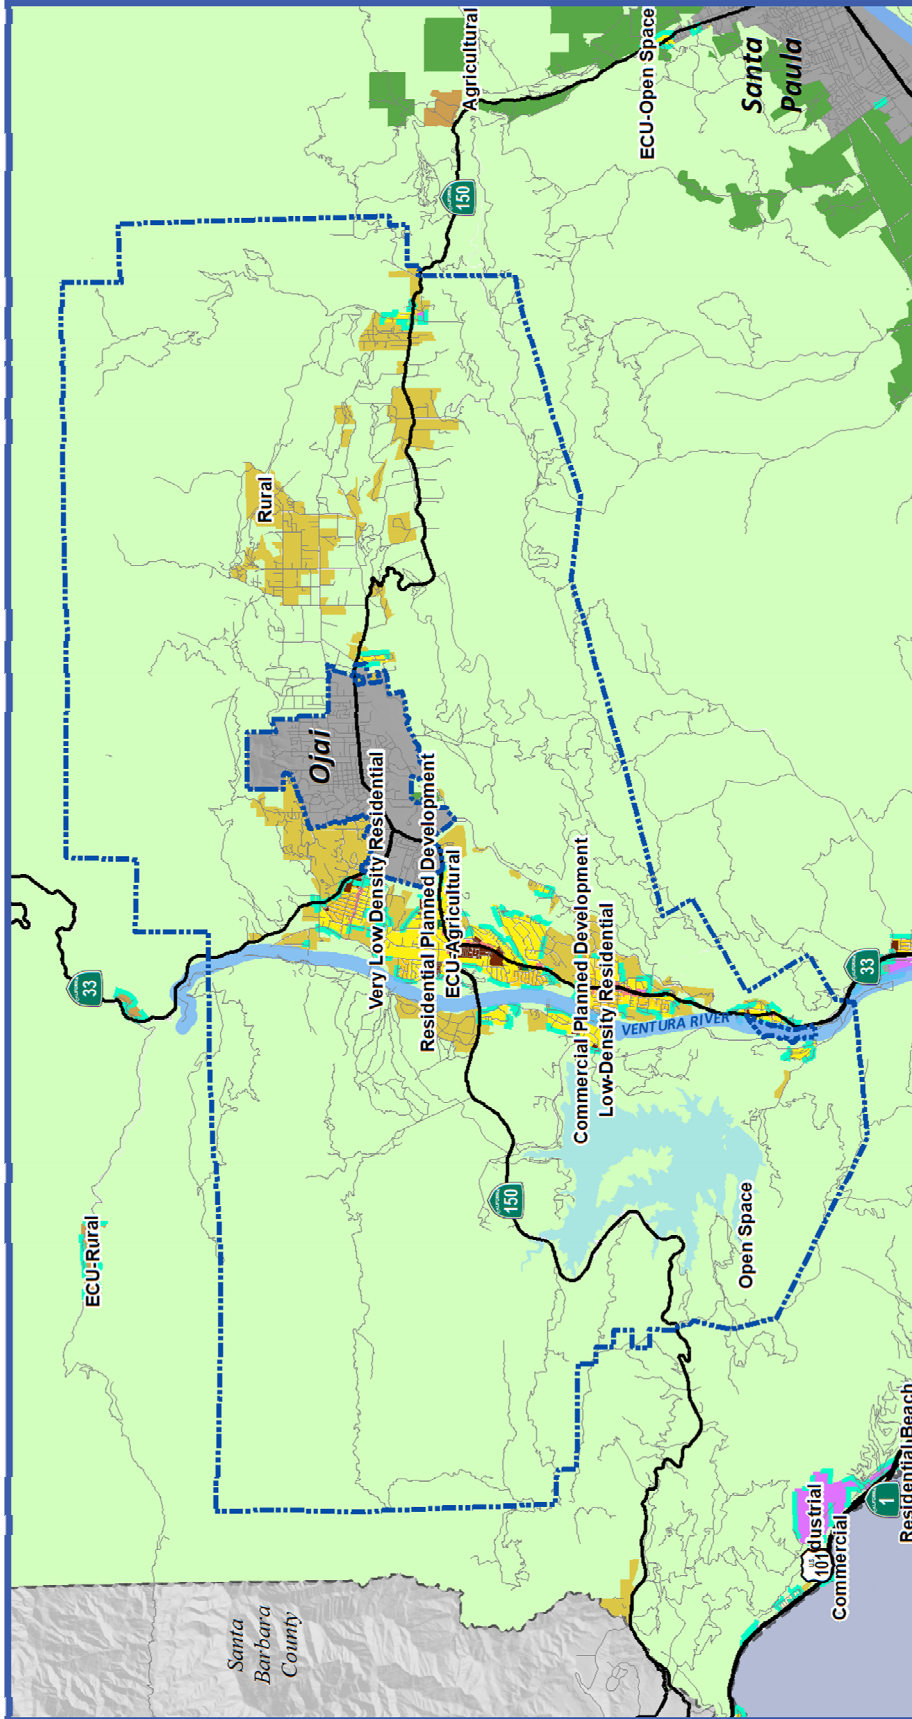 Santa
Barbara
County
ECU-Rural
33
150
Open Space
US
101
dustrial
Commercial
1
Residential Beach
Very Low Density Residential
Residential Planned Development
ECU-Agricultural
Commercial Planned Development
Low-Density Residential
VENTURA RIVER
33
Ojai
Rural
150
Agricultural
ECU-Open Space
Santa
Paula